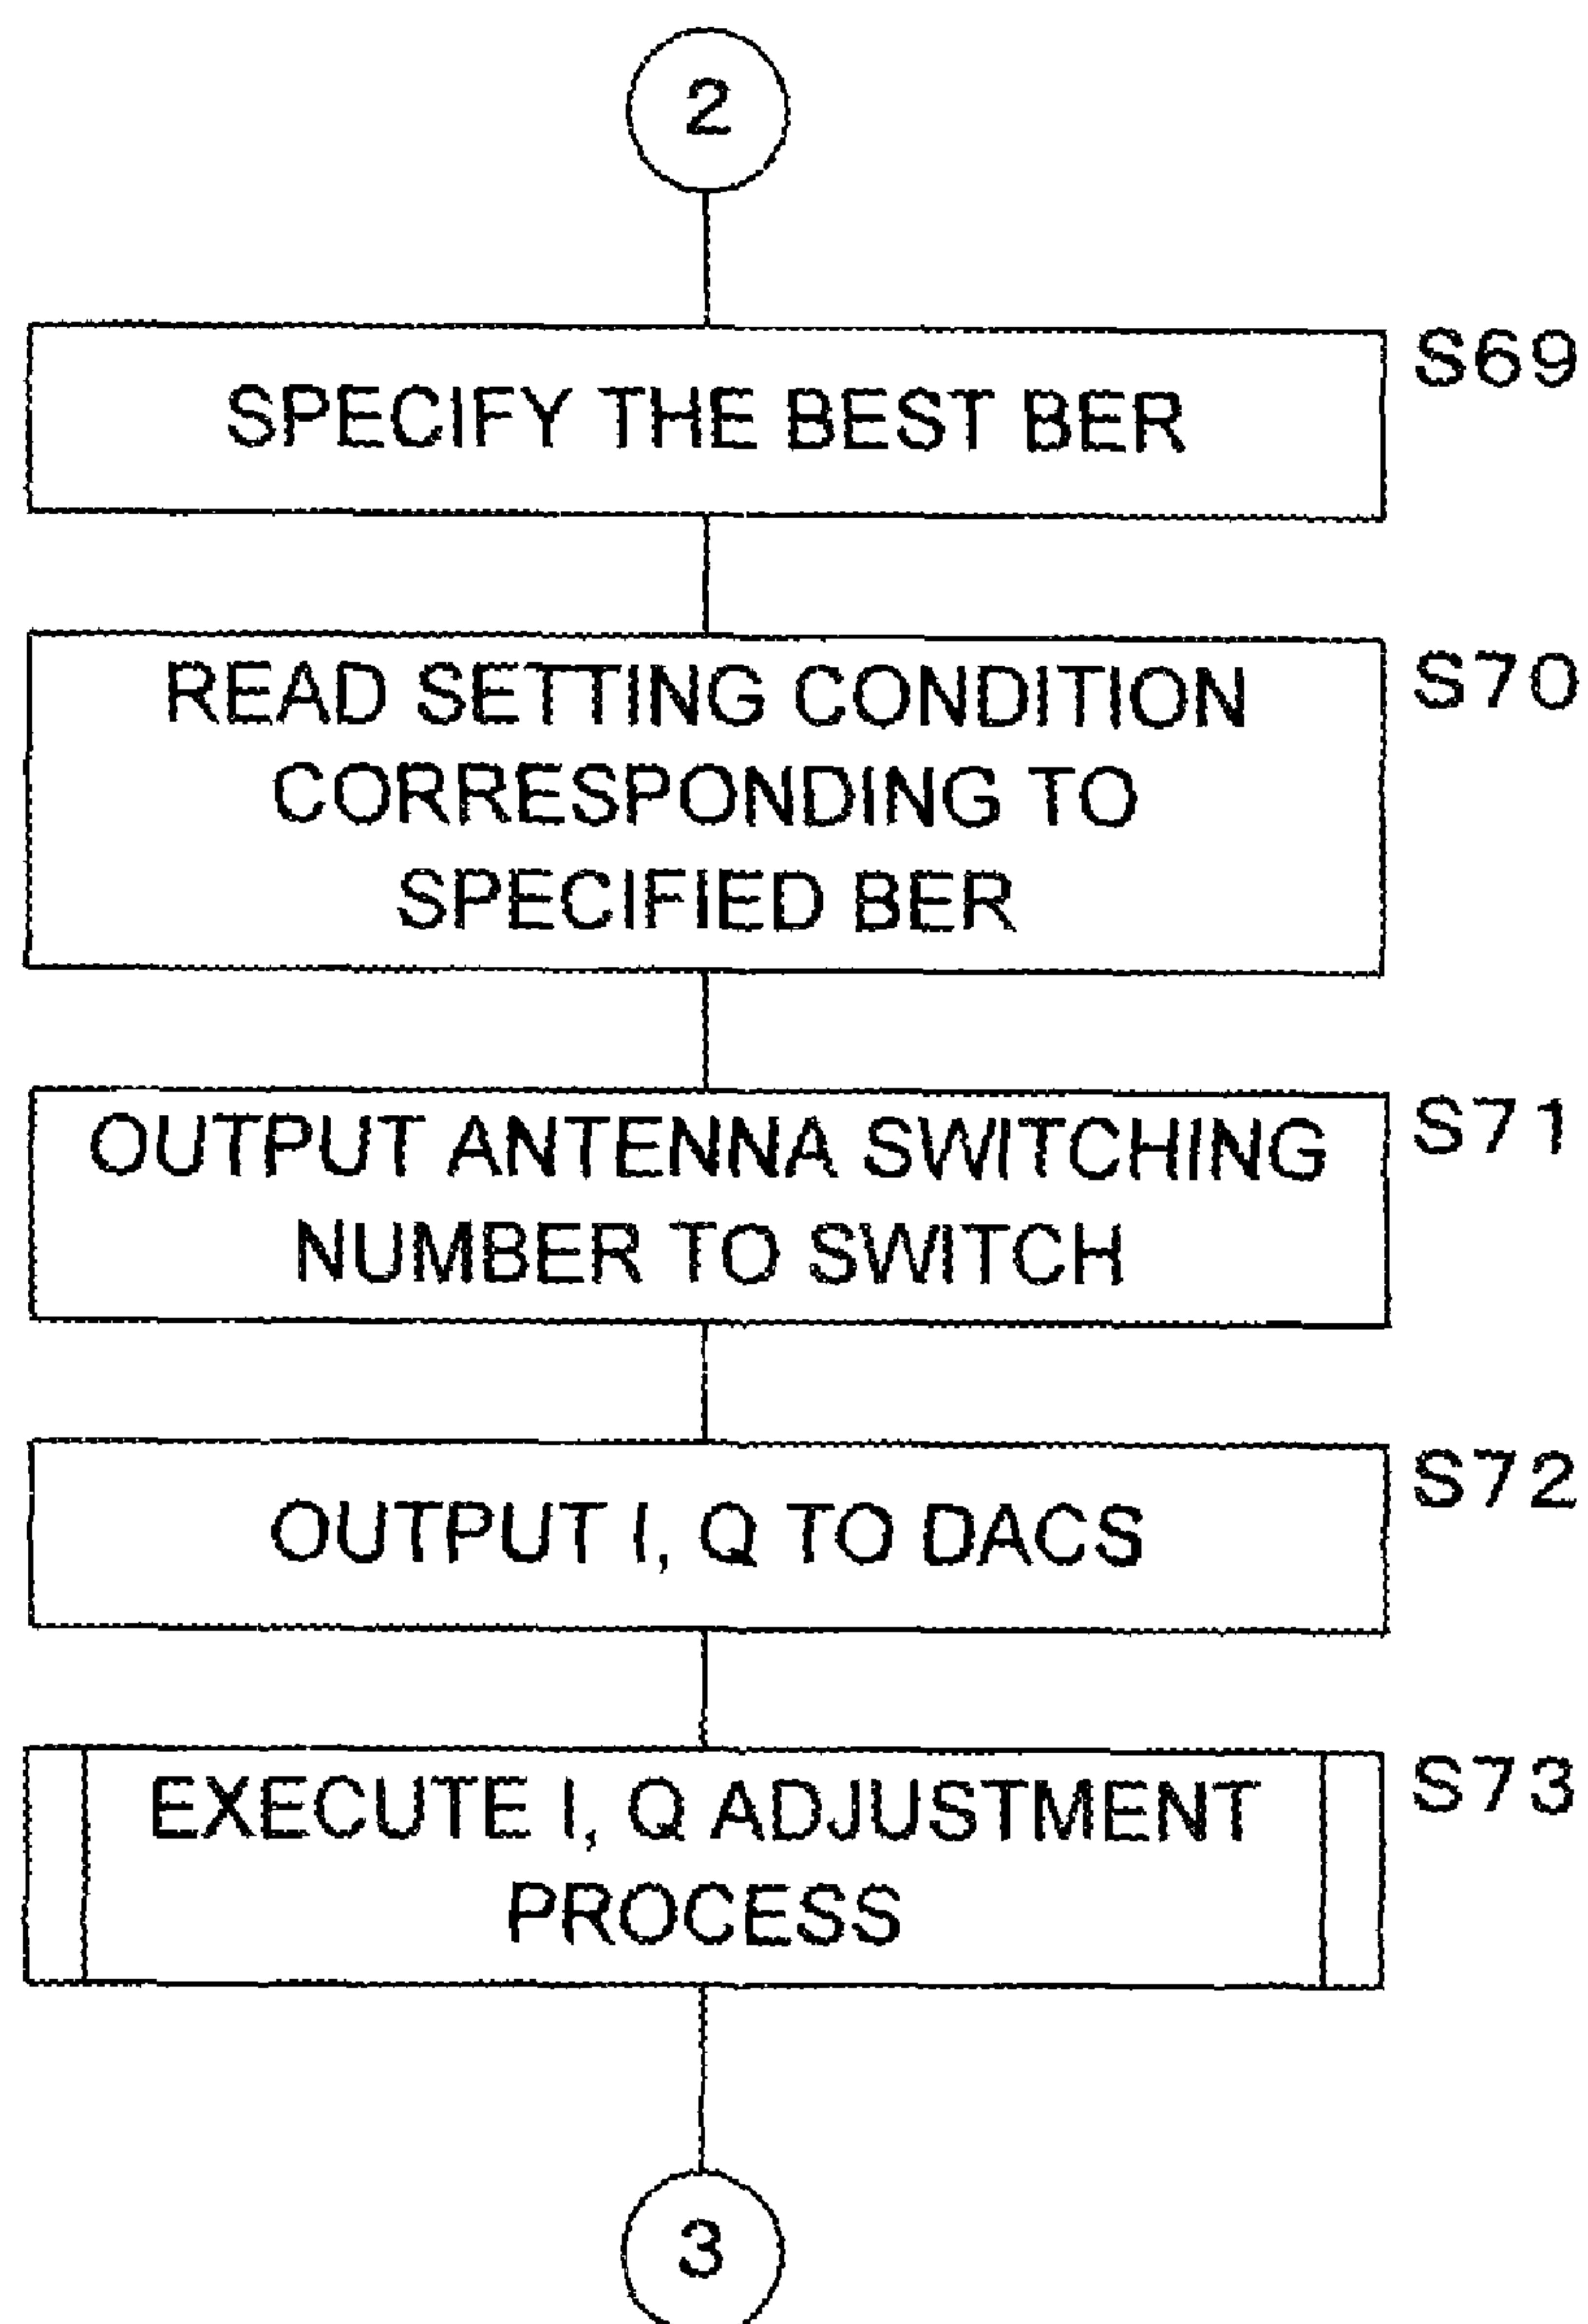 2
SPECIFY THE BEST BER
S69
READ SETTING CONDITION
CORRESPONDING TO
SPECIFIED BER
S70
OUTPUT ANTENNA SWITCHING
NUMBER TO SWITCH
S71
OUTPUT I, Q TO DACS
S72
EXECUTE I, Q ADJUSTMENT
PROCESS
S73
3